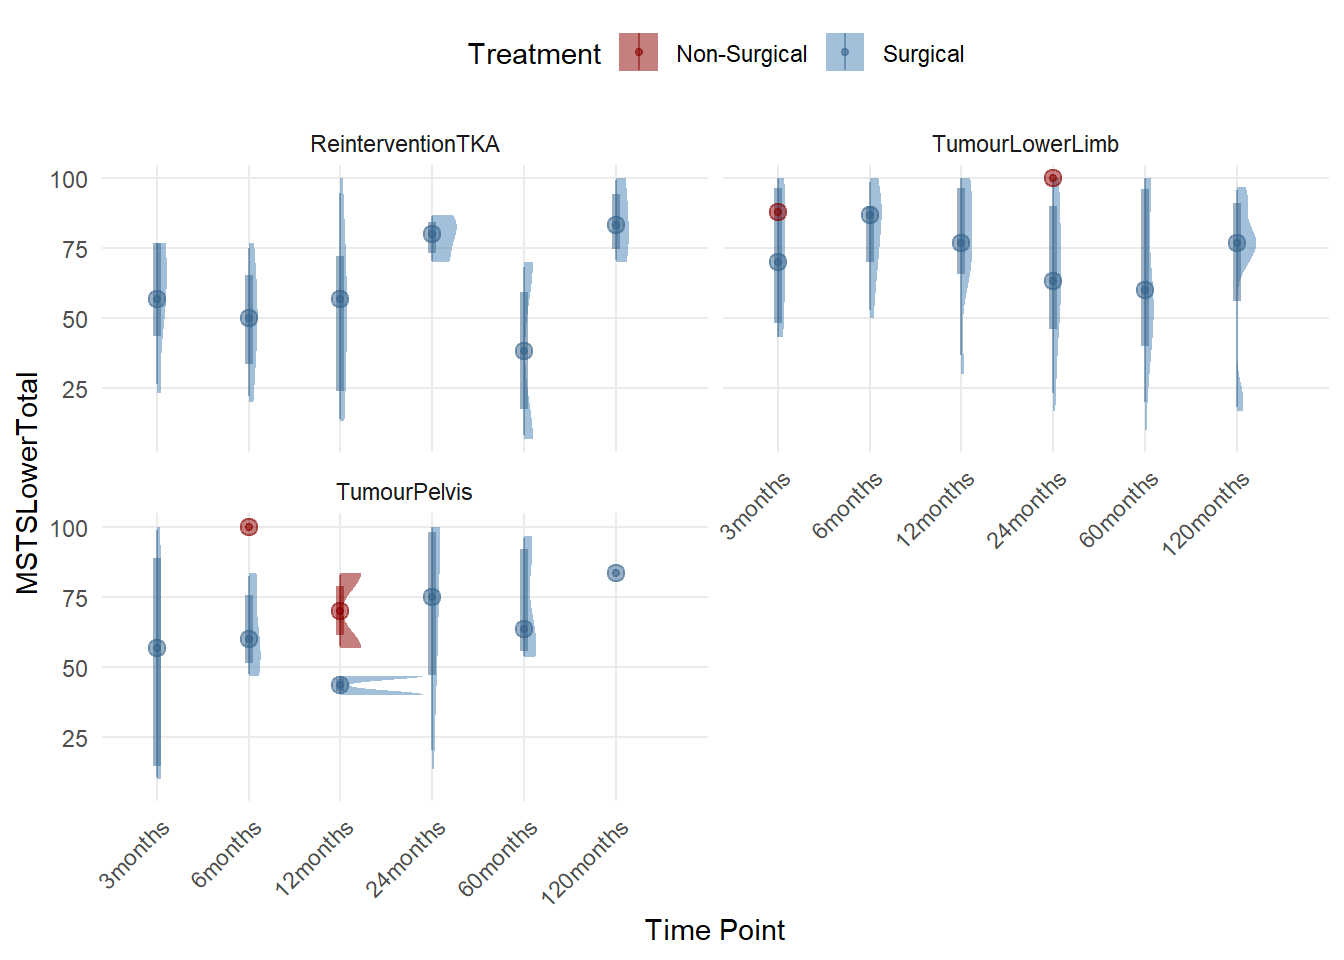 Treatment Non-Surgical Surgical
ReinterventionTKA
TumourLowerLimb
100
75
50
25
3months
6months
12months
24months
60months
120months
TumourPelvis
100
75
50
25
3months
6months
12months
24months
60months
120months
MSTSLowerTotal
Time Point